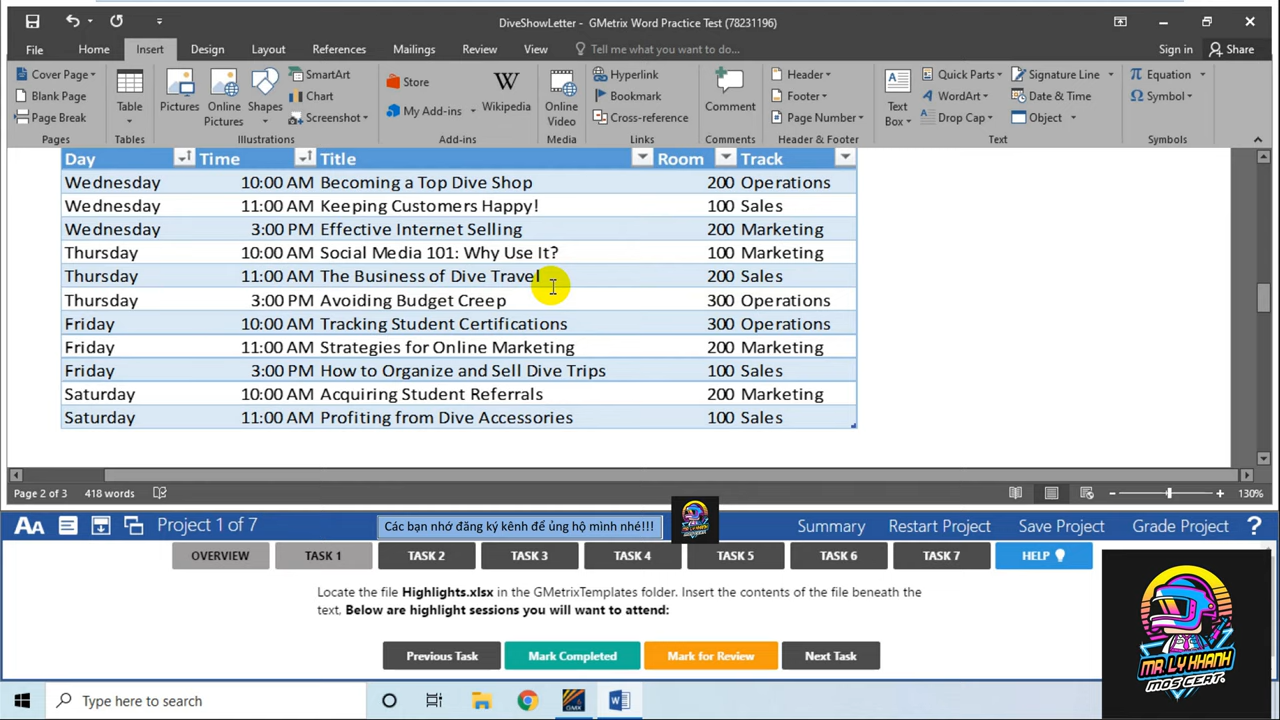 DiveShowLetter - GMetrix Word Practice Test (78231196)
File Home Insert Design Layout References Mailings Review View Tell me what you want to do... Sign in Share
Cover Page
Blank Page
Page Break
Pages
Table
Tables
Pictures
Online Pictures
Shapes
SmartArt
Chart
Screenshot
Illustrations
Store
My Add-ins
Wikipedia
Add-ins
Online Video
Media
Hyperlink
Bookmark
Cross-reference
Links
Comment
Comments
Header
Footer
Page Number
Header & Footer
Text Box
Quick Parts
WordArt
Drop Cap
Signature Line
Date & Time
Object
Text
Equation
Symbol
Symbols
Day Time Title Room Track
Wednesday 10:00 AM Becoming a Top Dive Shop 200 Operations
Wednesday 11:00 AM Keeping Customers Happy! 100 Sales
Wednesday 3:00 PM Effective Internet Selling 200 Marketing
Thursday 10:00 AM Social Media 101: Why Use It? 100 Marketing
Thursday 11:00 AM The Business of Dive Travel 200 Sales
Thursday 3:00 PM Avoiding Budget Creep 300 Operations
Friday 10:00 AM Tracking Student Certifications 300 Operations
Friday 11:00 AM Strategies for Online Marketing 200 Marketing
Friday 3:00 PM How to Organize and Sell Dive Trips 100 Sales
Saturday 10:00 AM Acquiring Student Referrals 200 Marketing
Saturday 11:00 AM Profiting from Dive Accessories 100 Sales
Page 2 of 3 418 words 130%
AA Project 1 of 7 Các bạn nhớ đăng ký kênh để ủng hộ mình nhé!!! Summary Restart Project Save Project Grade Project ?
OVERVIEW TASK 1 TASK 2 TASK 3 TASK 4 TASK 5 TASK 6 TASK 7 HELP
Locate the file Highlights.xlsx in the GMetrixTemplates folder. Insert the contents of the file beneath the
text, Below are highlight sessions you will want to attend:
Previous Task Mark Completed Mark for Review Next Task
MR. LY KHANH
MOS CERT.
Type here to search